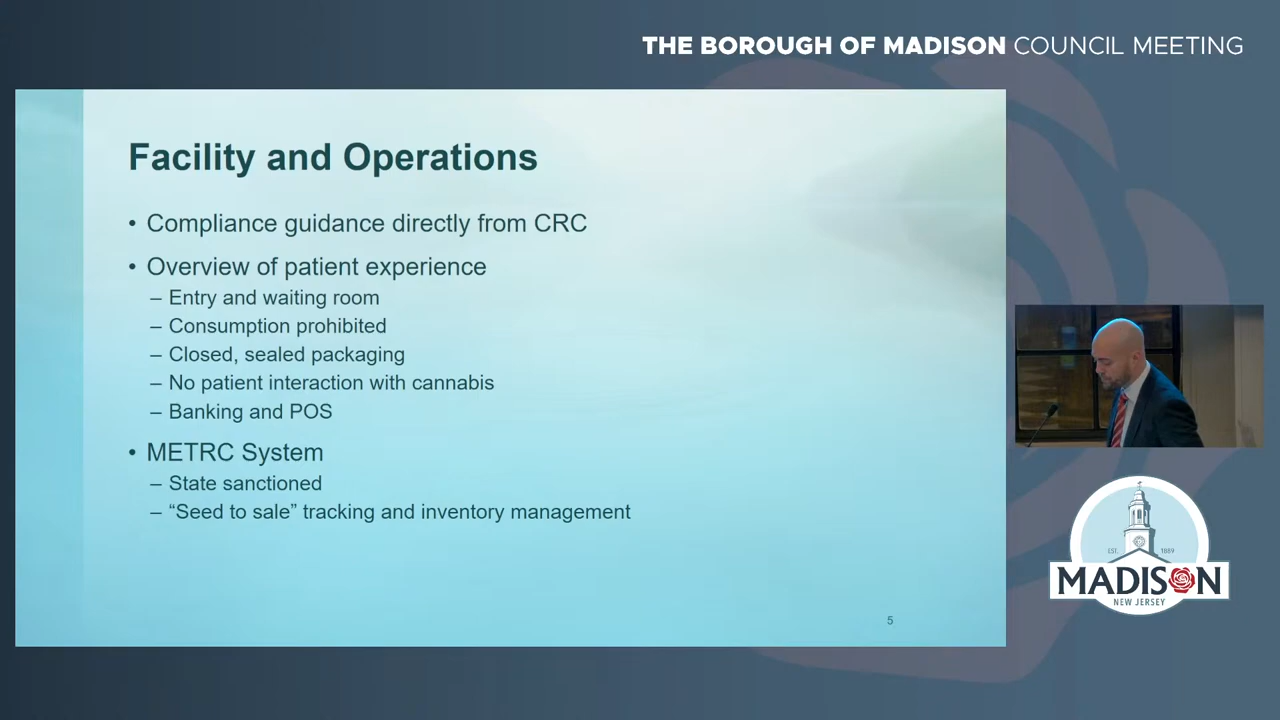 THE BOROUGH OF MADISON COUNCIL MEETING
Facility and Operations
• Compliance guidance directly from CRC
• Overview of patient experience
– Entry and waiting room
– Consumption prohibited
– Closed, sealed packaging
– No patient interaction with cannabis
– Banking and POS
• METRC System
– State sanctioned
– “Seed to sale” tracking and inventory management
5
EST. 1889
MADISON
NEW JERSEY